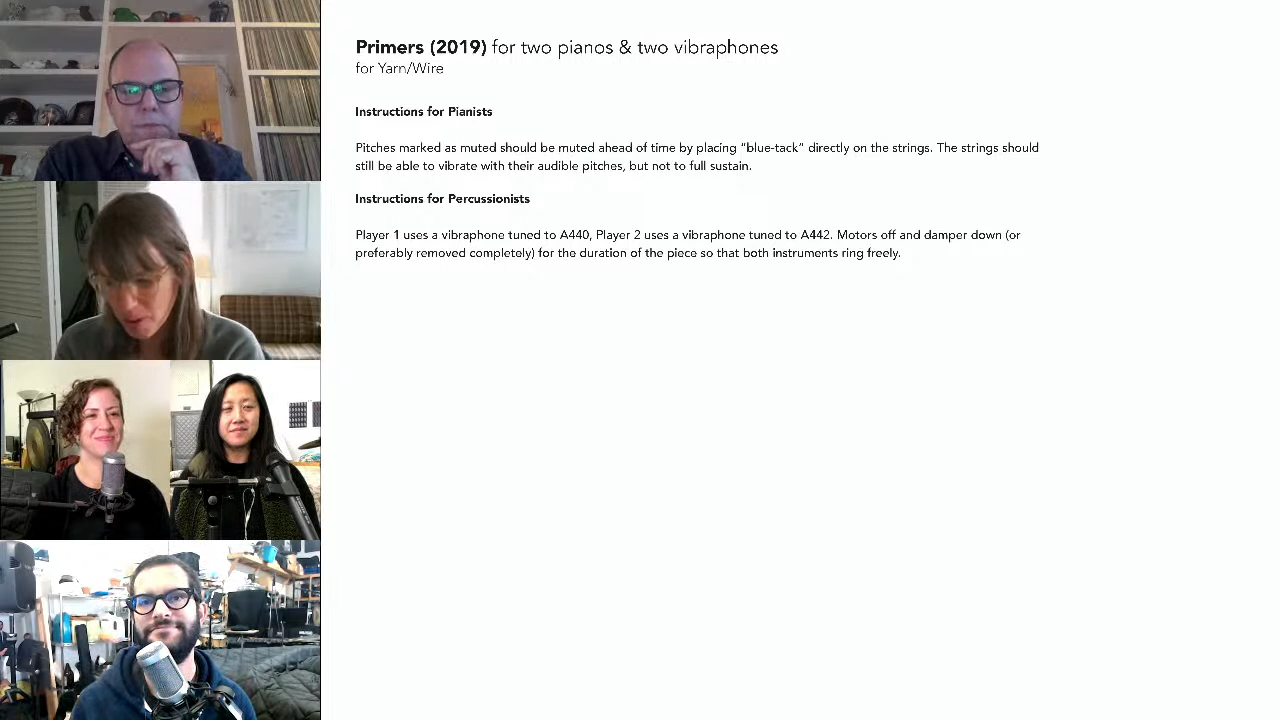 Primers (2019) for two pianos & two vibraphones
for Yarn/Wire
Instructions for Pianists
Pitches marked as muted should be muted ahead of time by placing “blue-tack” directly on the strings. The strings should
still be able to vibrate with their audible pitches, but not to full sustain.
Instructions for Percussionists
Player 1 uses a vibraphone tuned to A440, Player 2 uses a vibraphone tuned to A442. Motors off and damper down (or
preferably removed completely) for the duration of the piece so that both instruments ring freely.